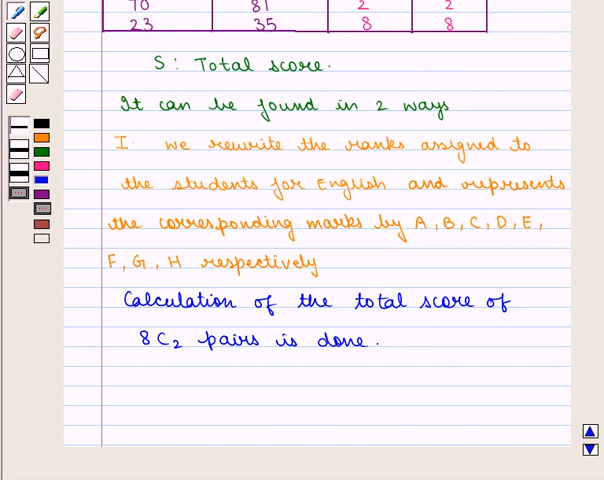 70 81 2 2
23 35 8 8
S: Total score.
It can be found in 2 ways
I. we rewrite the ranks assigned to
the students for English and represents
the corresponding marks by A, B, C, D, E,
F, G, H respectively
Calculation of the total score of
8C₂ pairs is done.